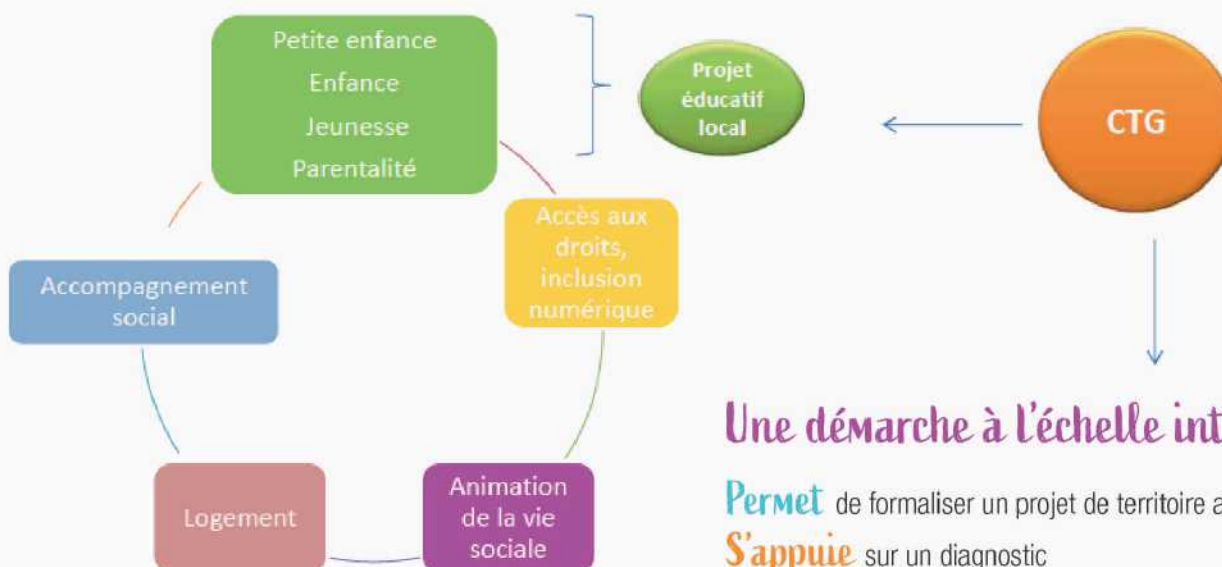 Petite enfance
Enfance
Jeunesse
Parentalité
Projet
éducatif
local
CTG
Accès aux
droits,
inclusion
numérique
Accompagnement
social
Logement
Animation
de la vie
sociale
Une démarche à l'échelle int
Permet de formaliser un projet de territoire a
S'appuie sur un diagnostic